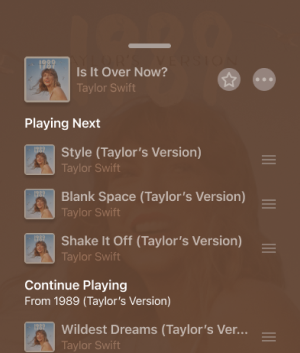 Is It Over Now?
Taylor Swift
Playing Next
Style (Taylor's Version)
Taylor Swift
Blank Space (Taylor's Version)
Taylor Swift
Shake It Off (Taylor's Version)
Taylor Swift
Continue Playing
From 1989 (Taylor's Version)
Wildest Dreams (Taylor's Ver...
Taylor Swift